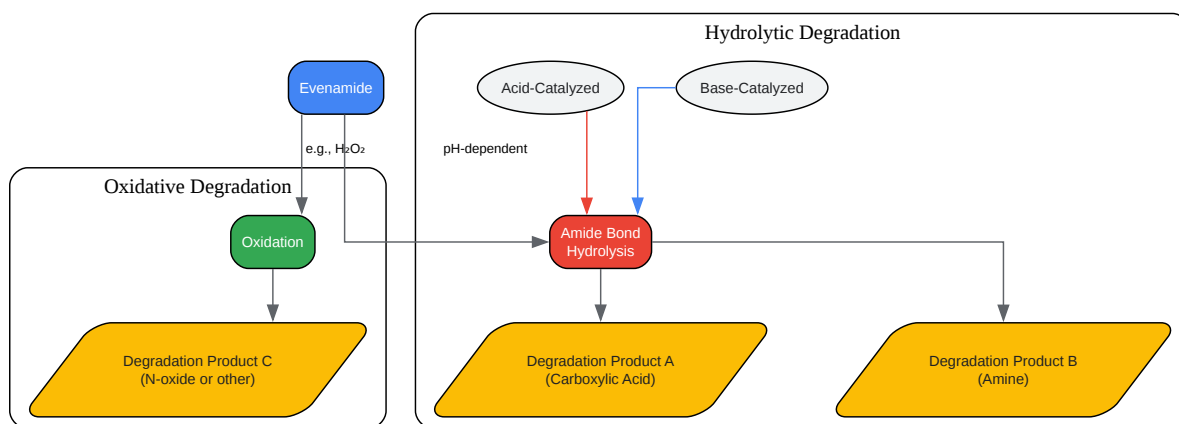 Hydrolytic Degradation
Evenamide
Acid-Catalyzed
Base-Catalyzed
e.g., H₂O₂
pH-dependent
Oxidative Degradation
Oxidation
Amide Bond
Hydrolysis
Degradation Product C
(N-oxide or other)
Degradation Product A
(Carboxylic Acid)
Degradation Product B
(Amine)